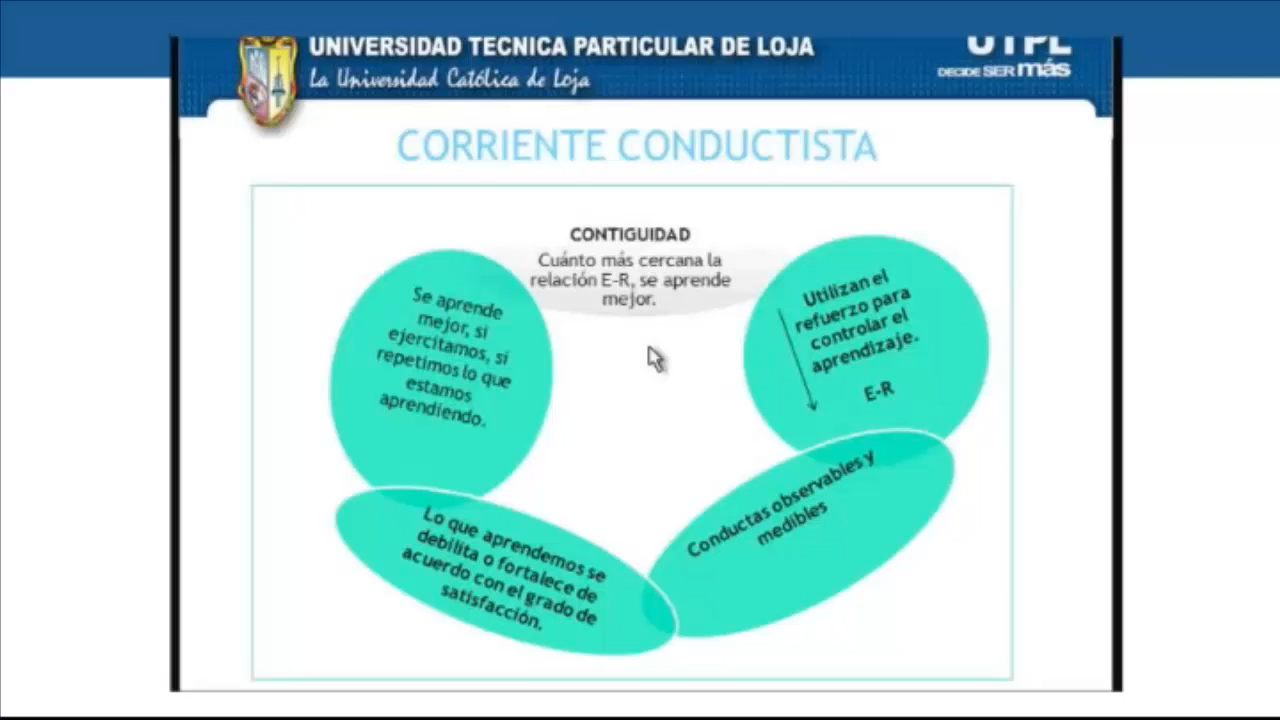 UNIVERSIDAD TECNICA PARTICULAR DE LOJA
La Universidad Católica de Loja
UTPL
DECIDE SER más
CORRIENTE CONDUCTISTA
CONTIGUIDAD
Cuánto más cercana la
relación E-R, se aprende
mejor.
Se aprende
mejor, si
ejercitamos, si
repetimos lo que
estamos
aprendiendo.
Utilizan el
refuerzo para
controlar el
aprendizaje.
E-R
Conductas observables y
medibles
Lo que aprendemos se
debilita o fortalece de
acuerdo con el grado de
satisfacción.